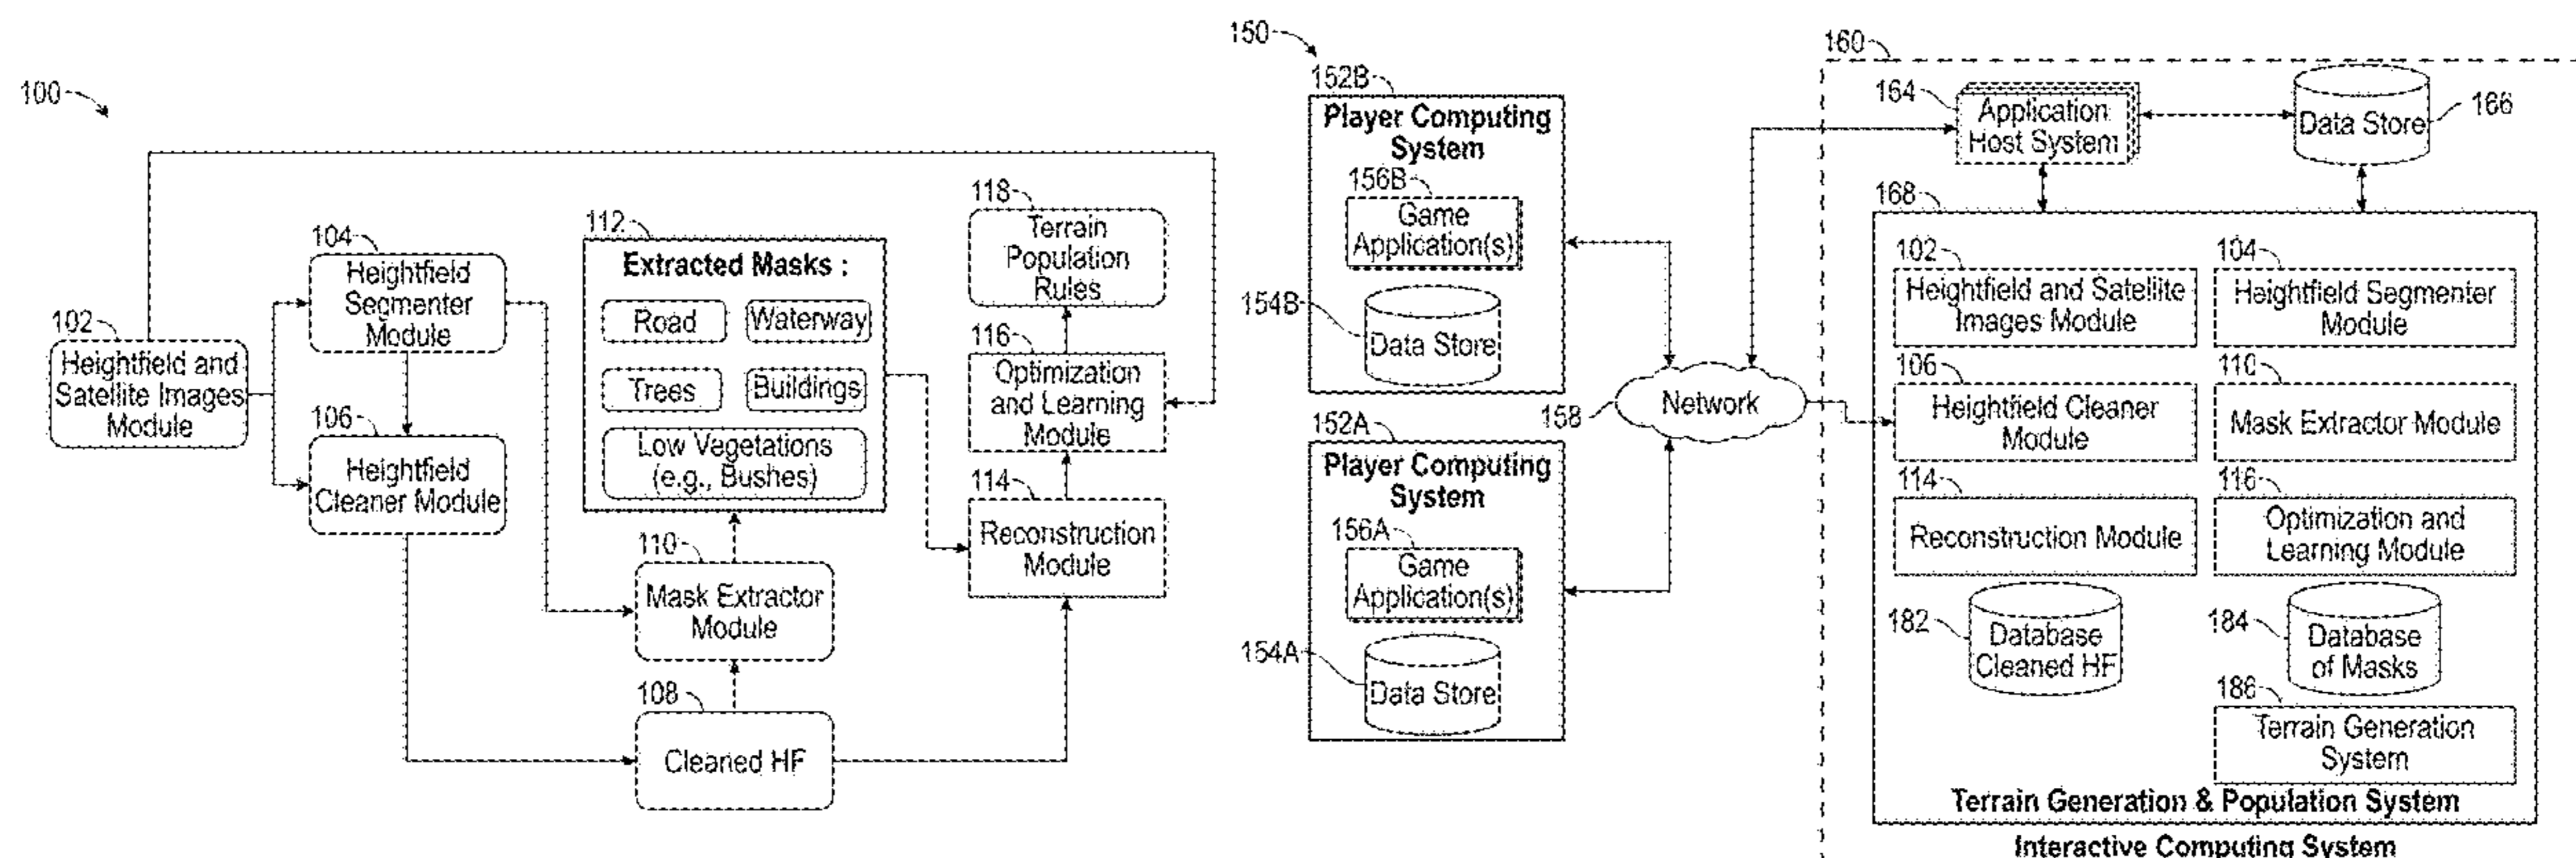 100
102
Heightfield and
Satellite Images
Module
104
Heightfield
Segmenter
Module
106
Heightfield
Cleaner Module
112
Extracted Masks :
Road
Waterway
Trees
Buildings
Low Vegetations
(e.g., Bushes)
110
Mask Extractor
Module
108
Cleaned HF
118
Terrain
Population
Rules
116
Optimization
and Learning
Module
114
Reconstruction
Module
150
152B
Player Computing
System
156B
Game
Application(s)
154B
Data Store
152A
Player Computing
System
156A
Game
Application(s)
154A
Data Store
158
Network
160
164
Application
Host System
Data Store
166
168
102
Heightfield and Satellite
Images Module
104
Heightfield Segmenter
Module
106
Heightfield Cleaner
Module
110
Mask Extractor Module
114
Reconstruction Module
116
Optimization and
Learning Module
182
Database
Cleaned HF
184
Database
of Masks
186
Terrain Generation
System
Terrain Generation & Population System
Interactive Computing System